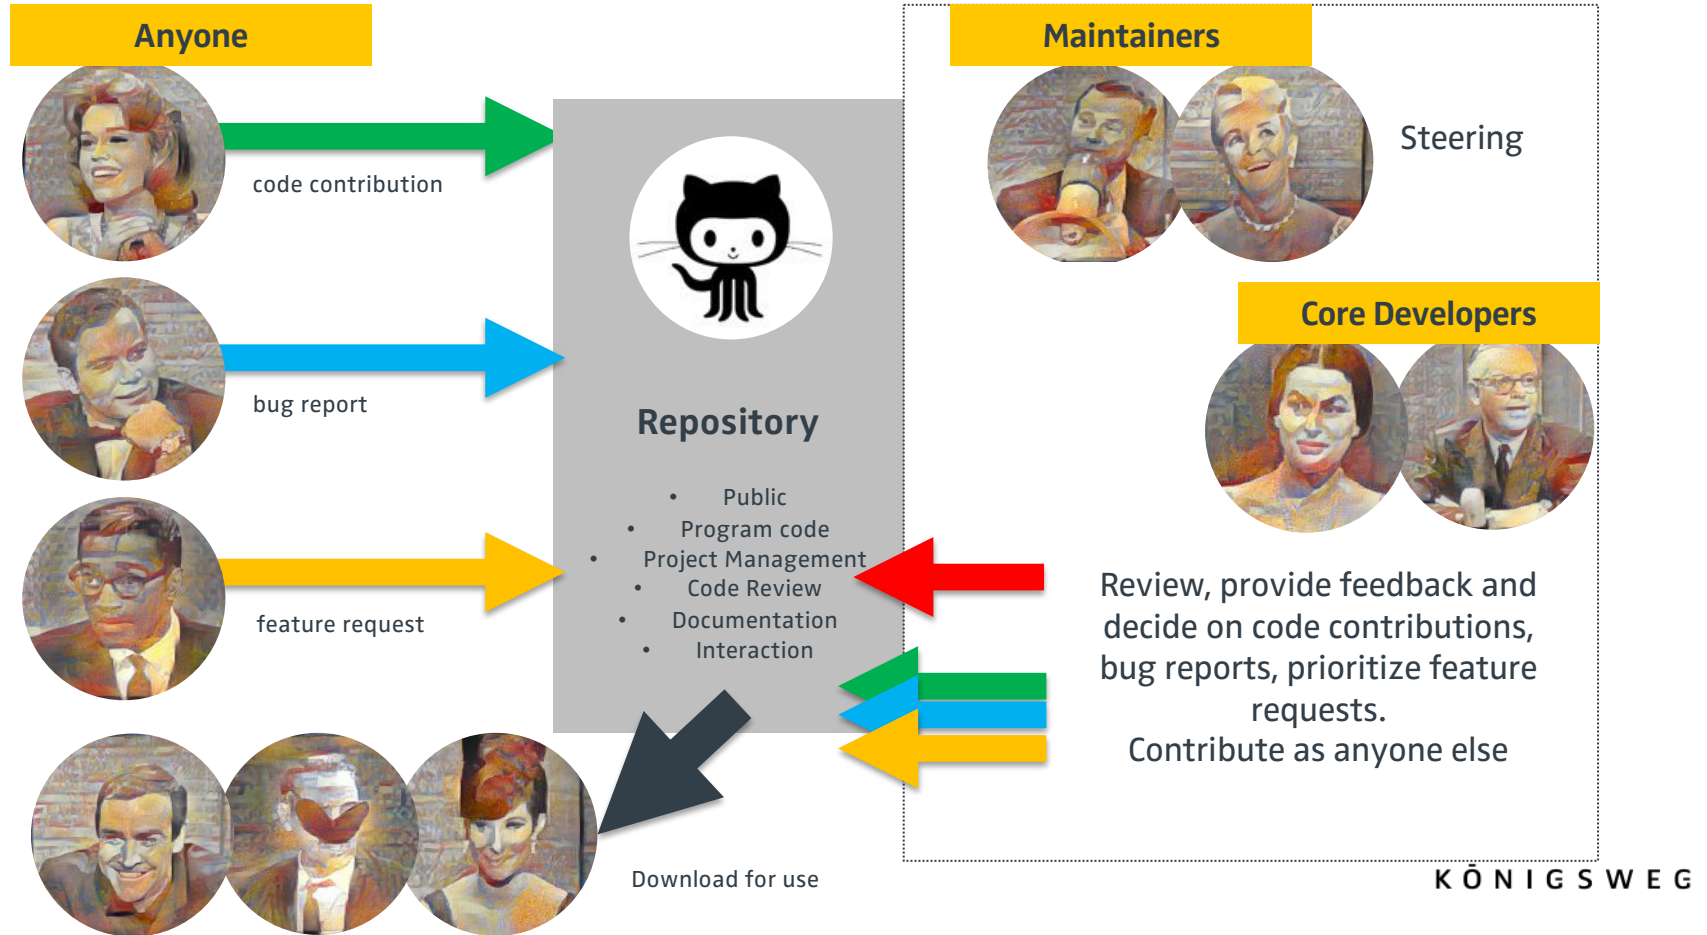 Anyone
code contribution
bug report
feature request
Repository
• Public
• Program code
• Project Management
• Code Review
• Documentation
• Interaction
Download for use
Maintainers
Steering
Core Developers
Review, provide feedback and
decide on code contributions,
bug reports, prioritize feature
requests.
Contribute as anyone else
KÖNIGSWEG